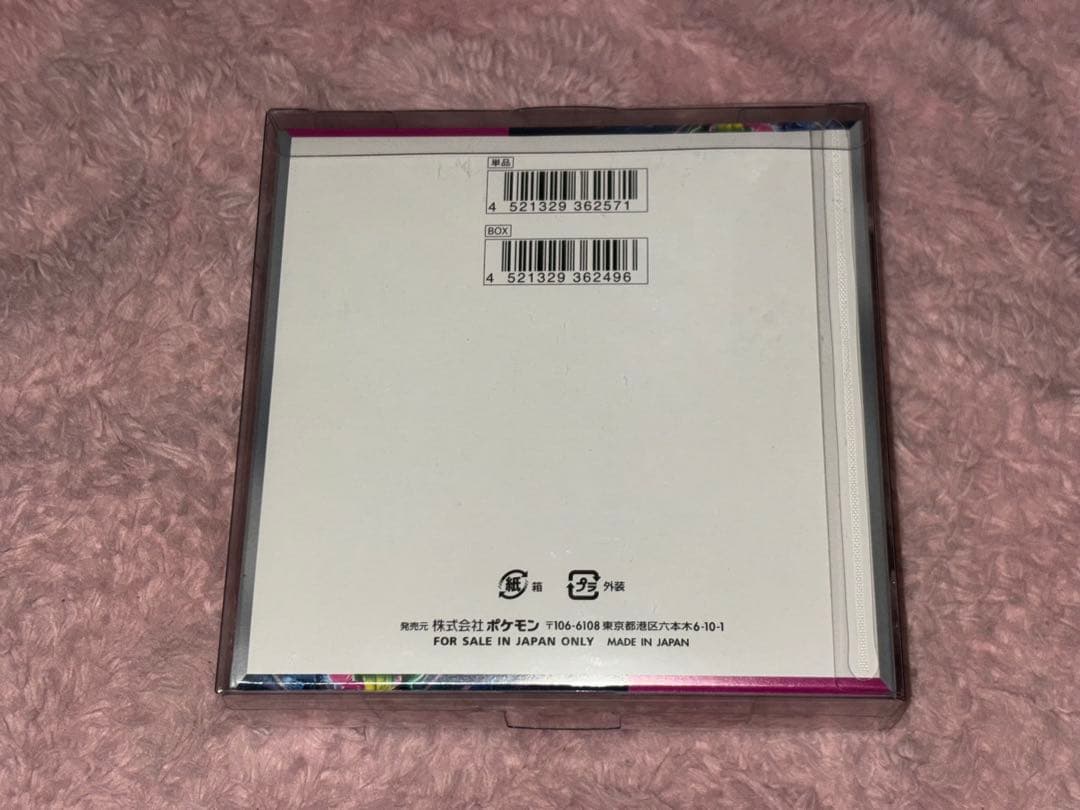 単品
4 521329 362571
BOX
4 521329 362496
紙 箱 プラ 外装
発売元 株式会社 ポケモン 〒106-6108 東京都港区六本木6-10-1
FOR SALE IN JAPAN ONLY MADE IN JAPAN